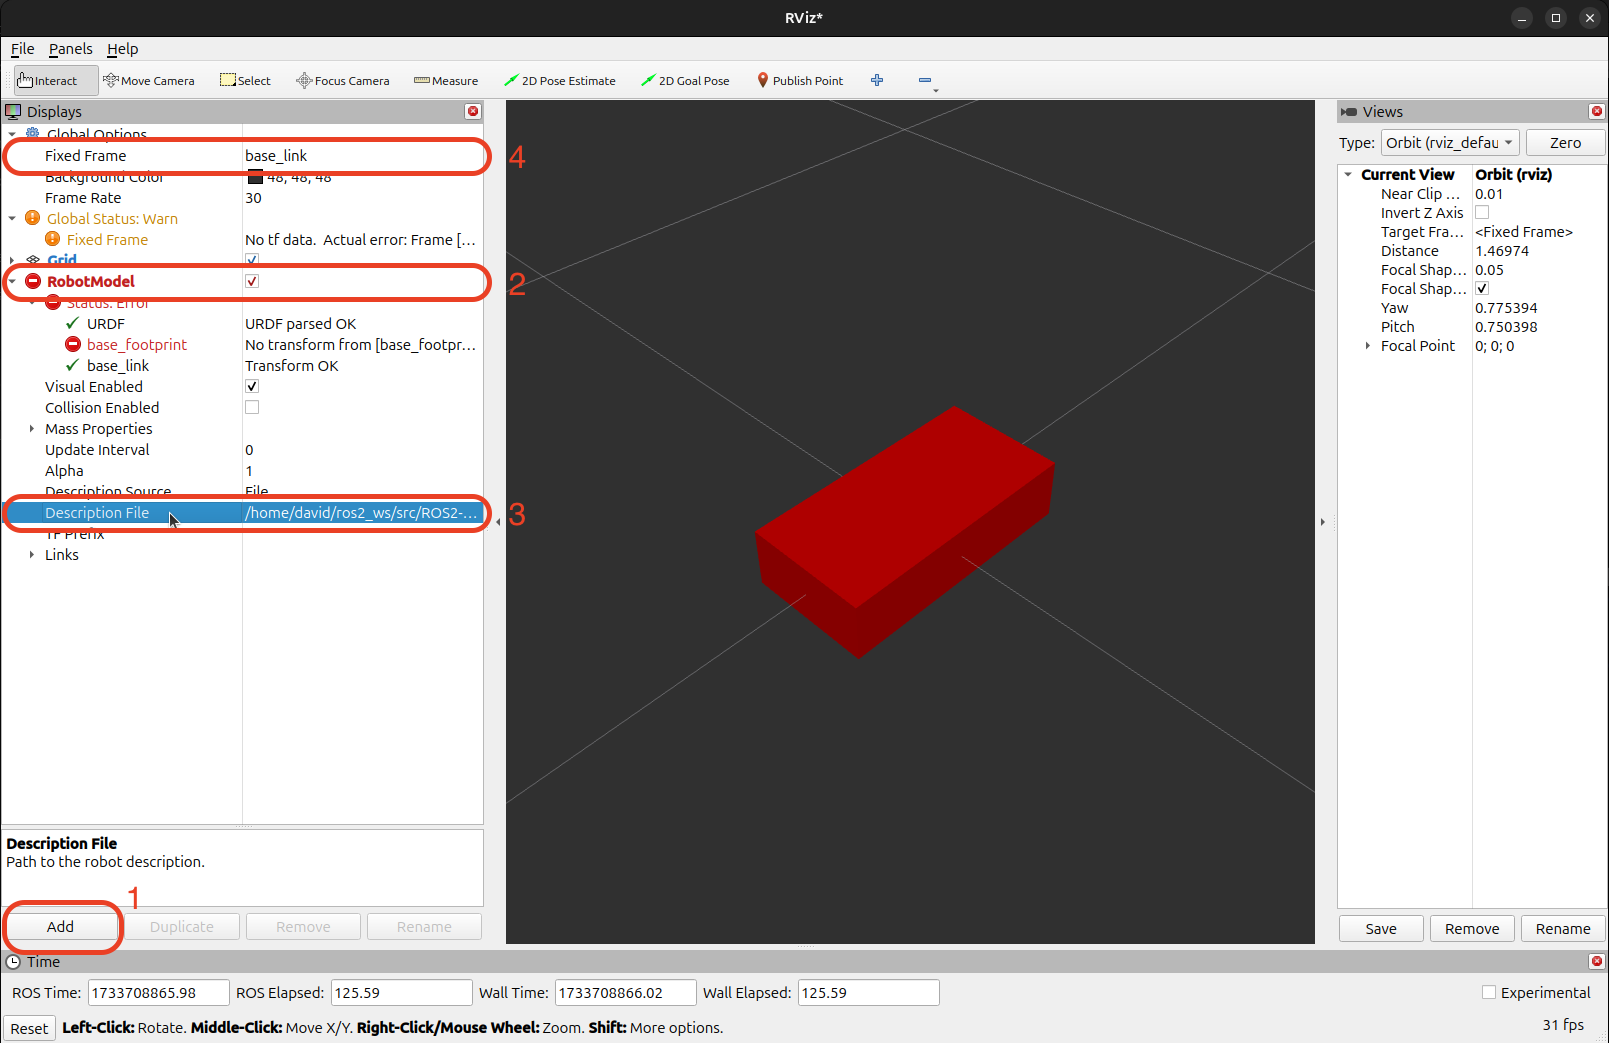 RViz*
File Panels Help
Interact Move Camera Select Focus Camera Measure 2D Pose Estimate 2D Goal Pose Publish Point
Displays
Global Options
Fixed Frame base_link
4
Background Color 48; 48; 48
Frame Rate 30
Global Status: Warn
Fixed Frame No tf data. Actual error: Frame [...
Grid
RobotModel
2
Status: Error
URDF URDF parsed OK
base_footprint No transform from [base_footpr...
base_link Transform OK
Visual Enabled
Collision Enabled
Mass Properties
Update Interval 0
Alpha 1
Description Source File
Description File /home/david/ros2_ws/src/ROS2-...
3
TF Prefix
Links
Description File
Path to the robot description.
1
Add Duplicate Remove Rename
Views
Type: Orbit (rviz_defau Zero
Current View Orbit (rviz)
Near Clip ... 0.01
Invert Z Axis
Target Fra... <Fixed Frame>
Distance 1.46974
Focal Shap... 0.05
Focal Shap...
Yaw 0.775394
Pitch 0.750398
Focal Point 0; 0; 0
Save Remove Rename
Time
ROS Time: 1733708865.98 ROS Elapsed: 125.59 Wall Time: 1733708866.02 Wall Elapsed: 125.59 Experimental
Reset Left-Click: Rotate. Middle-Click: Move X/Y. Right-Click/Mouse Wheel: Zoom. Shift: More options. 31 fps